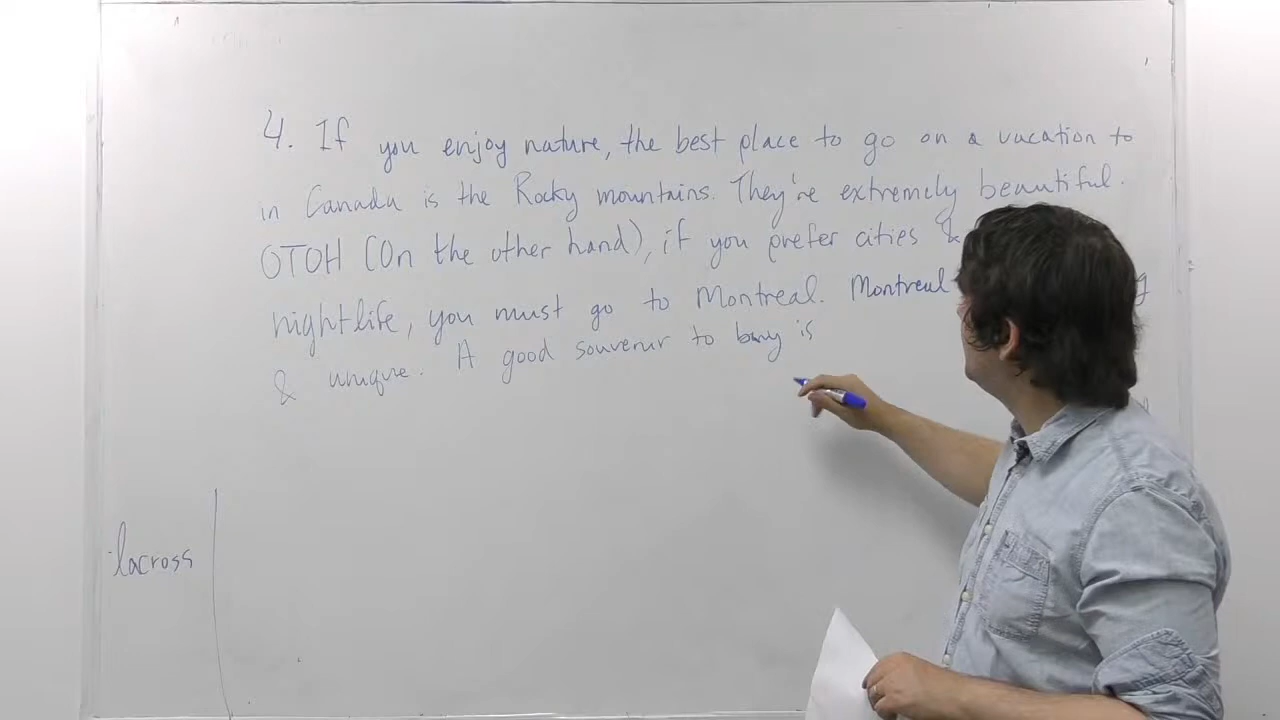 4. If you enjoy nature, the best place to go on a vacation to
in Canada is the Rocky mountains. They're extremely beautiful.
OTOH (On the other hand), if you prefer cities &
nightlife, you must go to Montreal. Montreal
& unique. A good souvenir to buy is
lacross